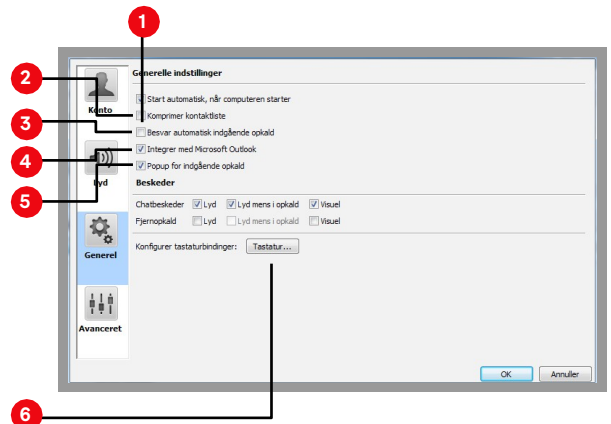 1
2
3
4
5
6
Generelle indstillinger
Start automatisk, når computeren starter
Komprimer kontaktliste
Besvar automatisk indgående opkald
Integrer med Microsoft Outlook
Popup for indgående opkald
Beskeder
Chatbeskeder Lyd Lyd mens i opkald Visuel
Fjernopkald Lyd Lyd mens i opkald Visuel
Konfigurer tastaturbindinger: Tastatur...
Konto
Lyd
Generel
Avanceret
OK Annuller